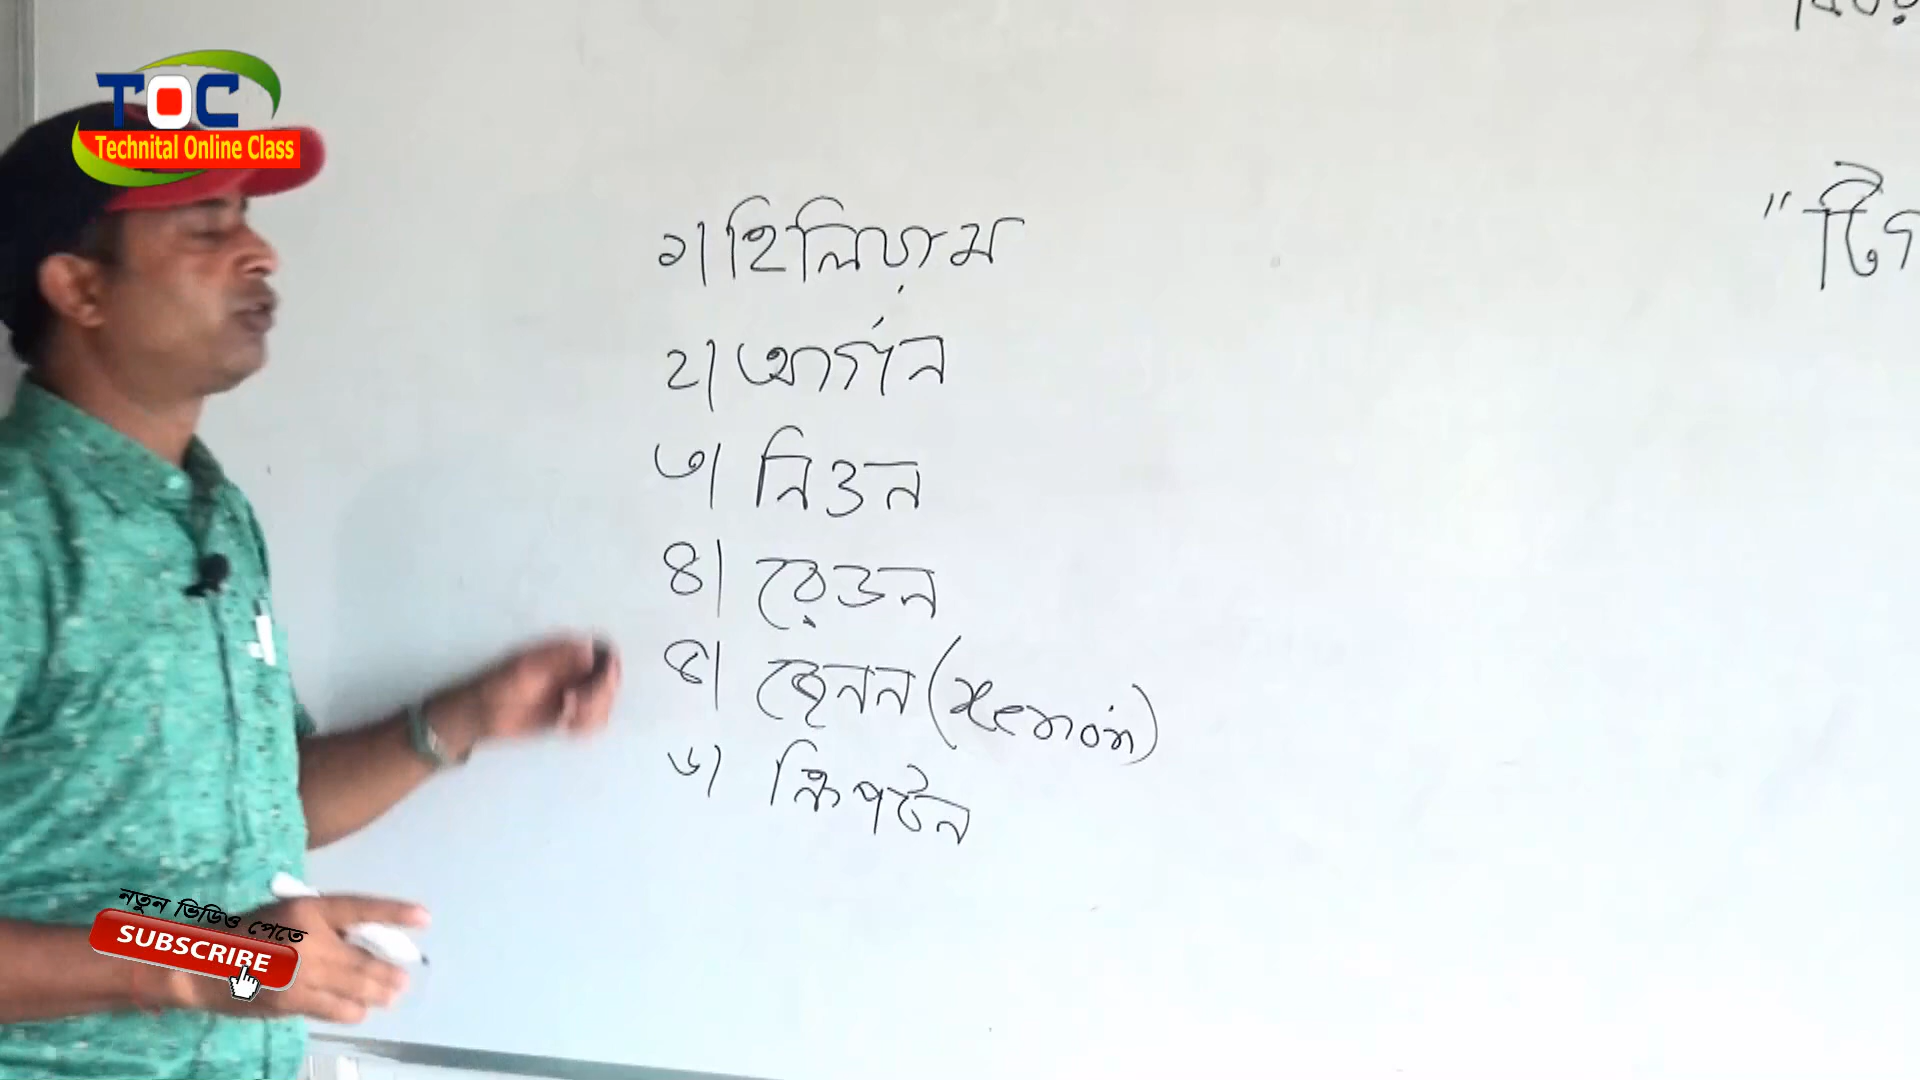 TOC
Technital Online Class
১। হিলিয়াম
২। আর্গন
৩। নিওন
৪। রেডন
৫। জেনন (xenon)
৬। ক্রিপটন
"টিগ
নতুন ভিডিও পেতে
SUBSCRIBE